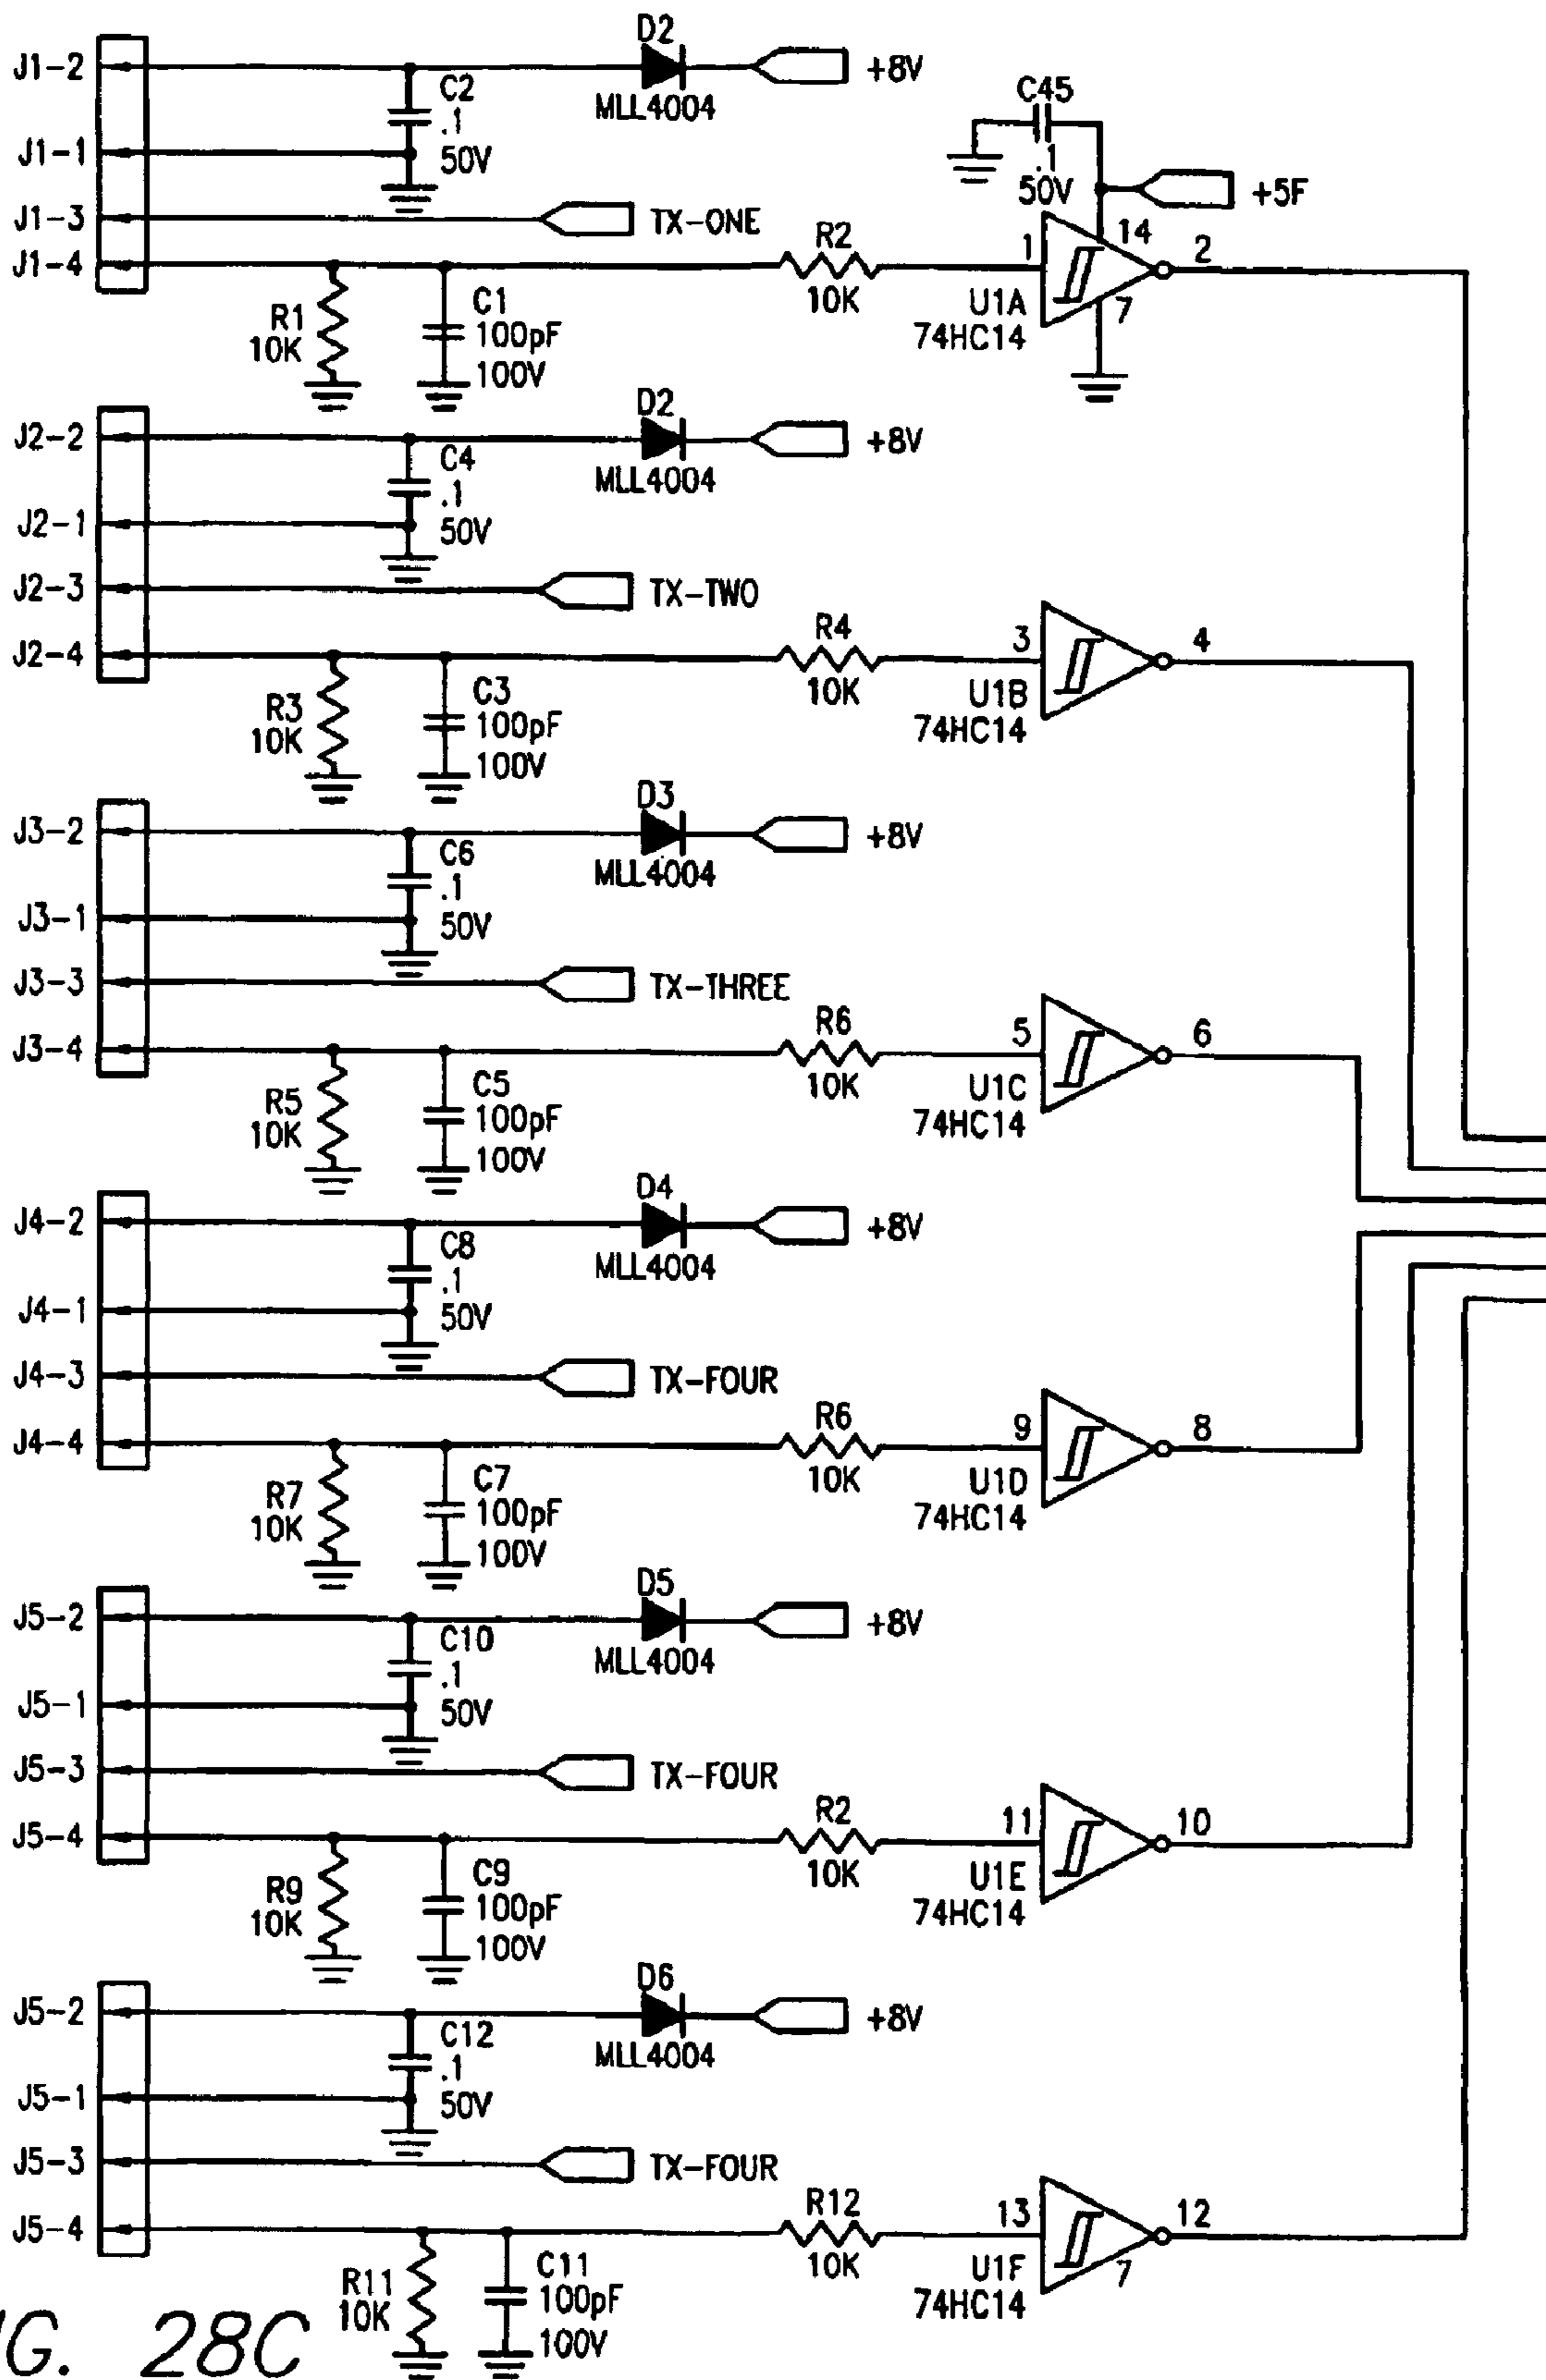 D2
J1-2
+8V
C2
.1
50V
MLL4004
C45
.1
50V
+5F
J1-1
J1-3
TX-ONE
J1-4
R2
10K
1
14
2
7
U1A
74HC14
R1
10K
C1
100pF
100V
D2
J2-2
+8V
C4
.1
50V
MLL4004
J2-1
J2-3
TX-TWO
J2-4
R4
10K
3
4
U1B
74HC14
R3
10K
C3
100pF
100V
D3
J3-2
+8V
C6
.1
50V
MLL4004
J3-1
J3-3
TX-THREE
J3-4
R6
10K
5
6
U1C
74HC14
R5
10K
C5
100pF
100V
D4
J4-2
+8V
C8
.1
50V
MLL4004
J4-1
J4-3
TX-FOUR
J4-4
R6
10K
9
8
U1D
74HC14
R7
10K
C7
100pF
100V
D5
J5-2
+8V
C10
.1
50V
MLL4004
J5-1
J5-3
TX-FOUR
J5-4
R2
10K
11
10
U1E
74HC14
R9
10K
C9
100pF
100V
D6
J5-2
+8V
C12
.1
50V
MLL4004
J5-1
J5-3
TX-FOUR
J5-4
R12
10K
13
12
7
U1F
74HC14
R11
10K
C11
100pF
100V
G. 28C